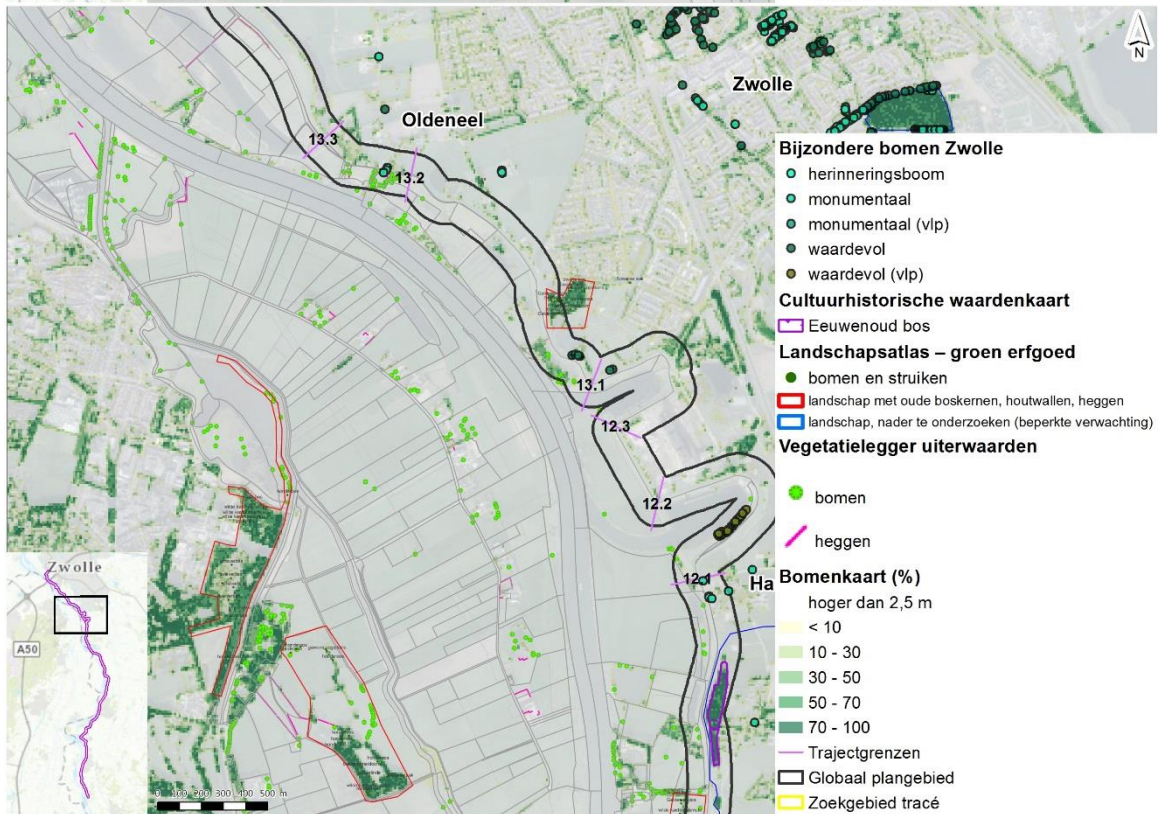 N
Zwolle
Oldeneel
13.3
13.2
13.1
12.3
12.2
12.1
Ha
Bijzondere bomen Zwolle
herinneringsboom
monumentaal
monumentaal (vlp)
waardevol
waardevol (vlp)
Cultuurhistorische waardenkaart
Eeuwenoud bos
Landschapsatlas – groen erfgoed
bomen en struiken
landschap met oude boskernen, houtwallen, heggen
landschap, nader te onderzoeken (beperkte verwachting)
Vegetatielegger uiterwaarden
bomen
heggen
Bomenkaart (%)
hoger dan 2,5 m
< 10
10 - 30
30 - 50
50 - 70
70 - 100
Trajectgrenzen
Globaal plangebied
Zoekgebied tracé
Zwolle
A50
0 100 200 300 400 500 m